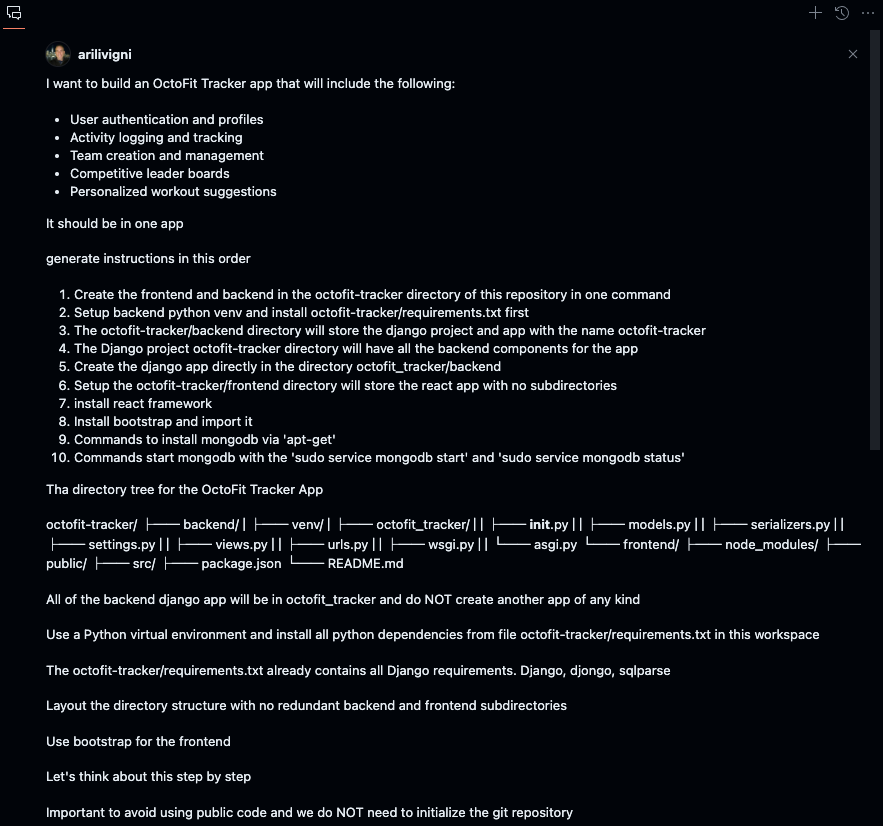 arilivigni
I want to build an OctoFit Tracker app that will include the following:
• User authentication and profiles
• Activity logging and tracking
• Team creation and management
• Competitive leader boards
• Personalized workout suggestions
It should be in one app
generate instructions in this order
1. Create the frontend and backend in the octofit-tracker directory of this repository in one command
2. Setup backend python venv and install octofit-tracker/requirements.txt first
3. The octofit-tracker/backend directory will store the django project and app with the name octofit-tracker
4. The Django project octofit-tracker directory will have all the backend components for the app
5. Create the django app directly in the directory octofit_tracker/backend
6. Setup the octofit-tracker/frontend directory will store the react app with no subdirectories
7. install react framework
8. Install bootstrap and import it
9. Commands to install mongodb via 'apt-get'
10. Commands start mongodb with the 'sudo service mongodb start' and 'sudo service mongodb status'
Tha directory tree for the OctoFit Tracker App
octofit-tracker/ ├── backend/ | ├── venv/ | ├── octofit_tracker/ | | ├── init.py | | ├── models.py | | ├── serializers.py | |
├── settings.py | | ├── views.py | | ├── urls.py | | ├── wsgi.py | | └── asgi.py └── frontend/ ├── node_modules/ ├──
public/ ├── src/ ├── package.json └── README.md
All of the backend django app will be in octofit_tracker and do NOT create another app of any kind
Use a Python virtual environment and install all python dependencies from file octofit-tracker/requirements.txt in this workspace
The octofit-tracker/requirements.txt already contains all Django requirements. Django, djongo, sqlparse
Layout the directory structure with no redundant backend and frontend subdirectories
Use bootstrap for the frontend
Let's think about this step by step
Important to avoid using public code and we do NOT need to initialize the git repository